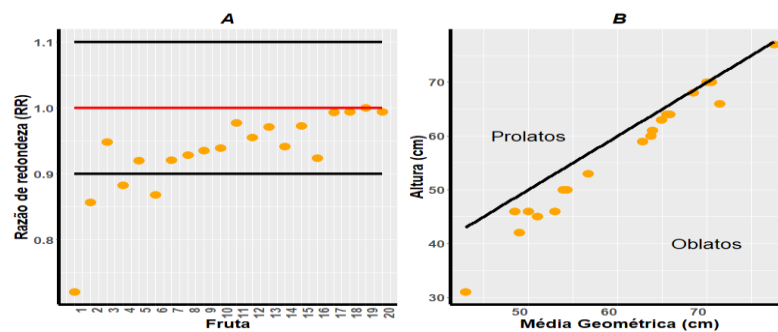 A
Razão de redondeza (RR)
1.1
1.0
0.9
0.8
1 2 3 4 5 6 7 8 9 10 11 12 13 14 15 16 17 18 19 20
Fruta
B
Altura (cm)
70
60
50
40
30
Prolatos
Oblatos
50 60 70
Média Geométrica (cm)